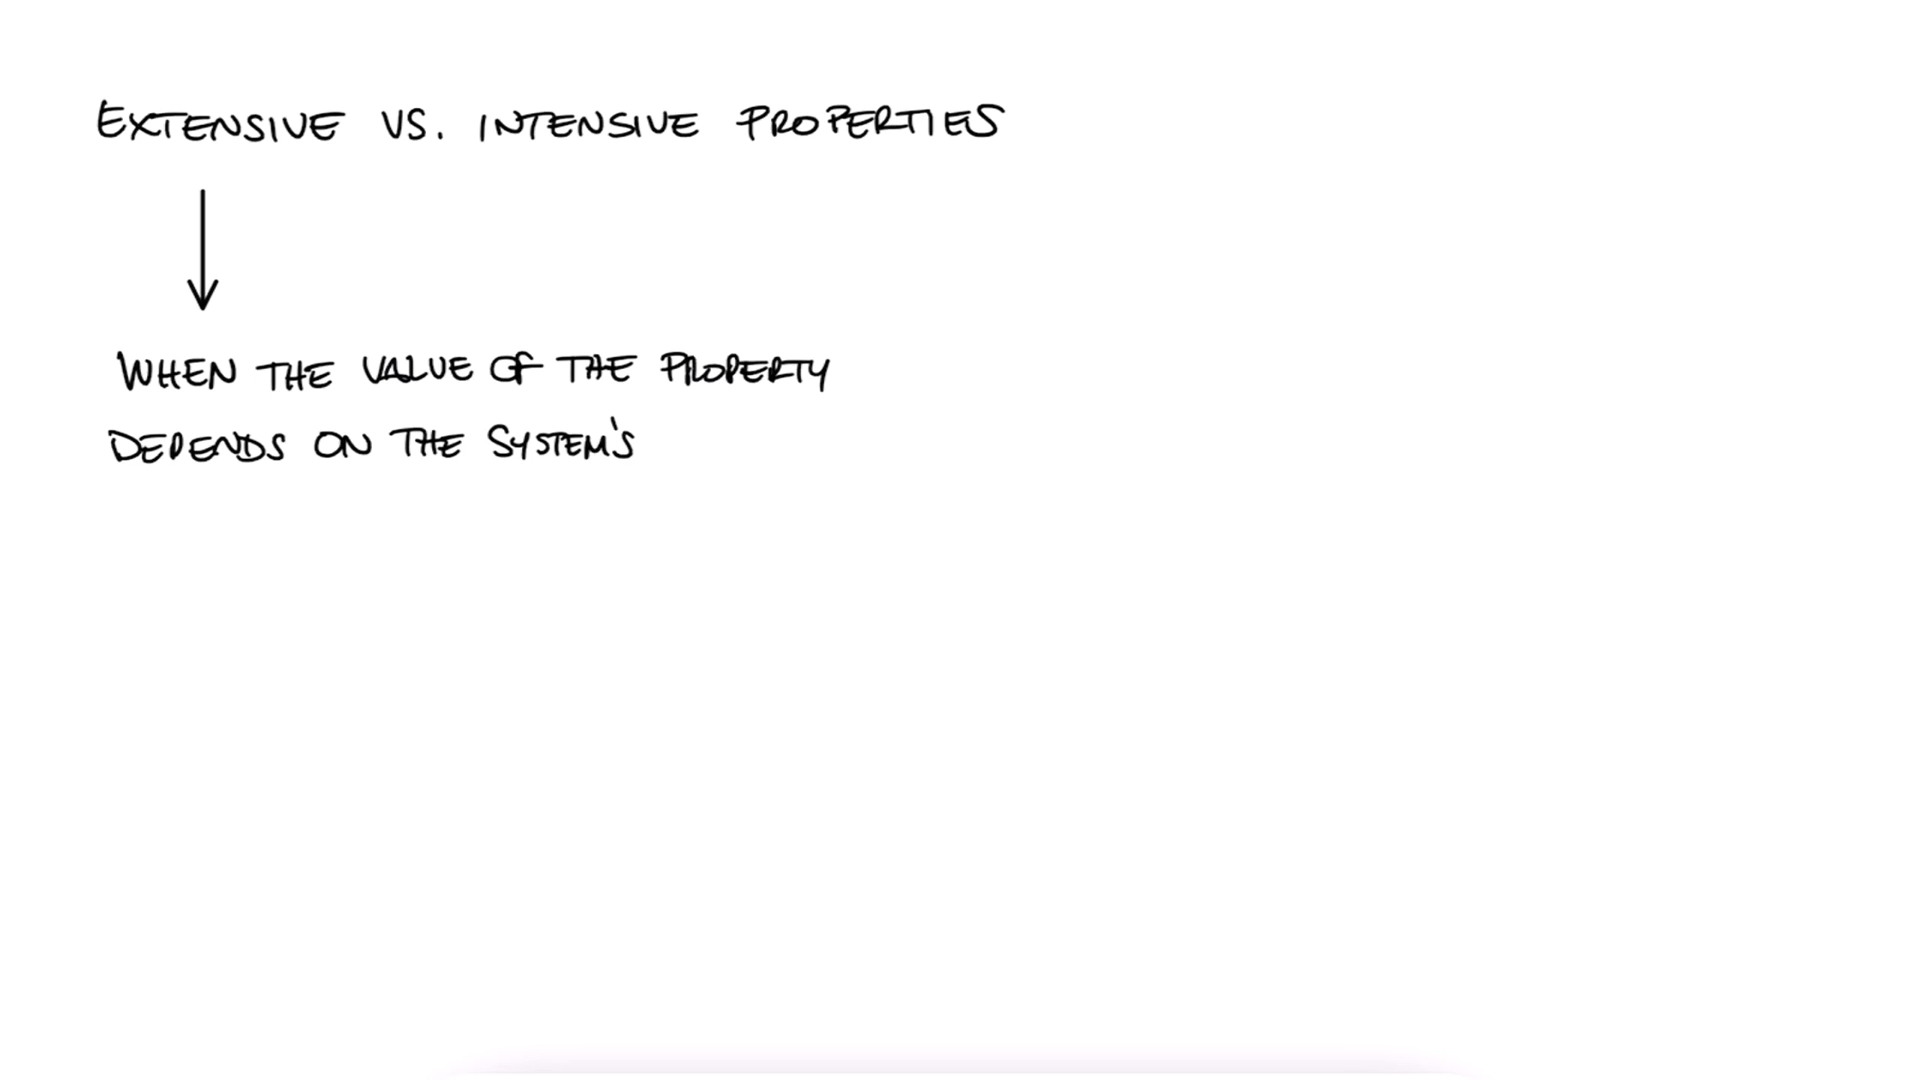 EXTENSIVE VS. INTENSIVE PROPERTIES
WHEN THE VALUE OF THE PROPERTY
DEPENDS ON THE SYSTEM'S